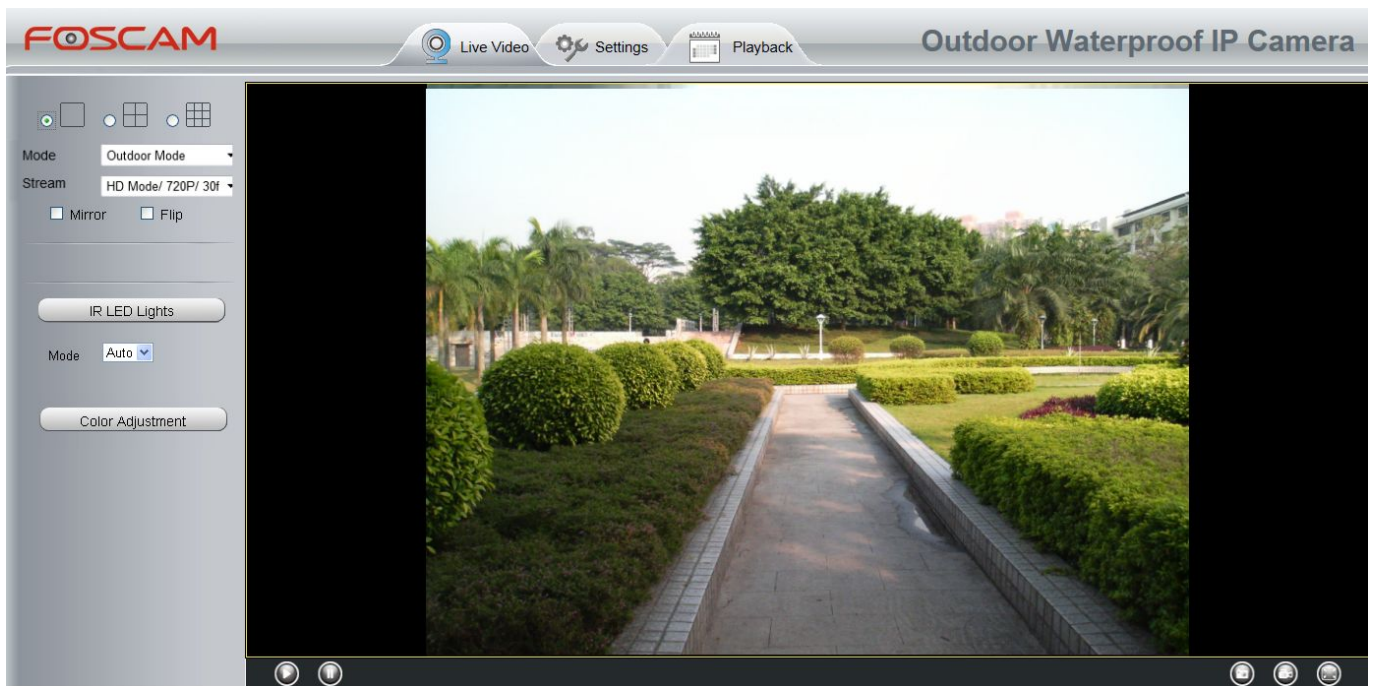 FOSCAM
Live Video
Settings
Playback
Outdoor Waterproof IP Camera
Mode
Outdoor Mode
Stream
HD Mode/ 720P/ 30f
Mirror
Flip
IR LED Lights
Mode
Auto
Color Adjustment